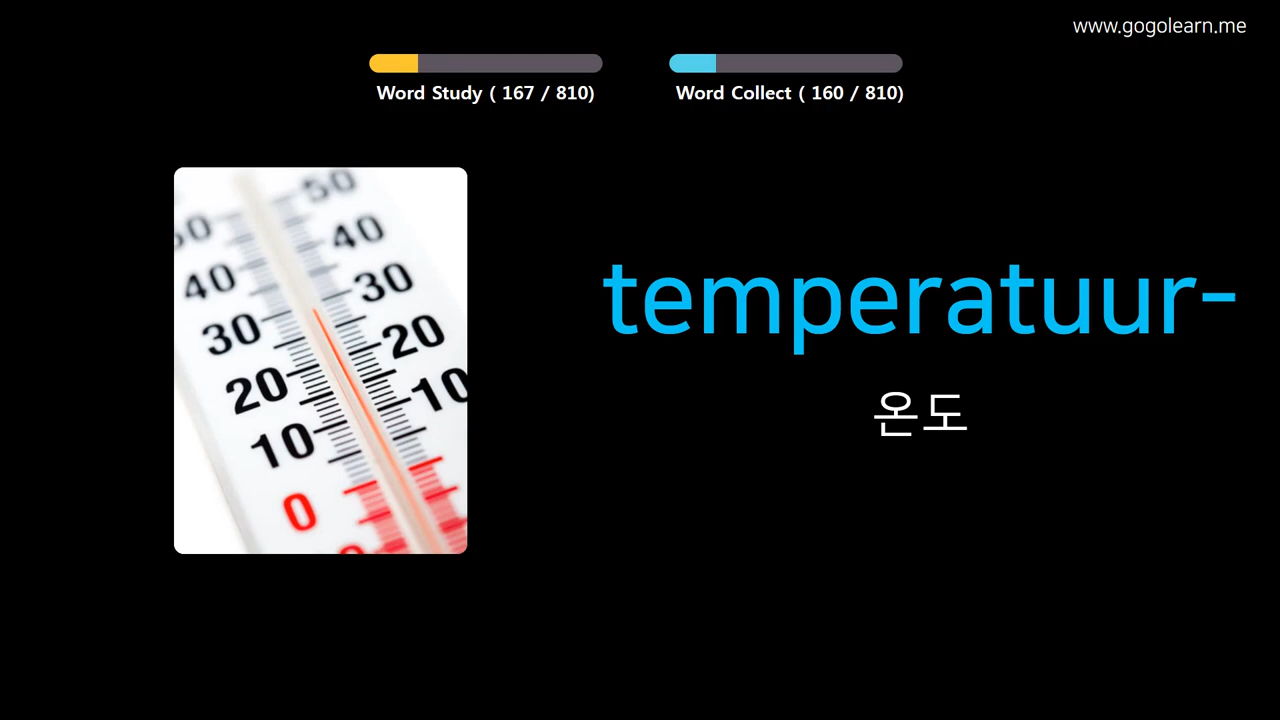 www.gogolearn.me
Word Study ( 167 / 810)
Word Collect ( 160 / 810)
50
50
40
40
30
30
20
20
10
10
0
temperatuur-
온도